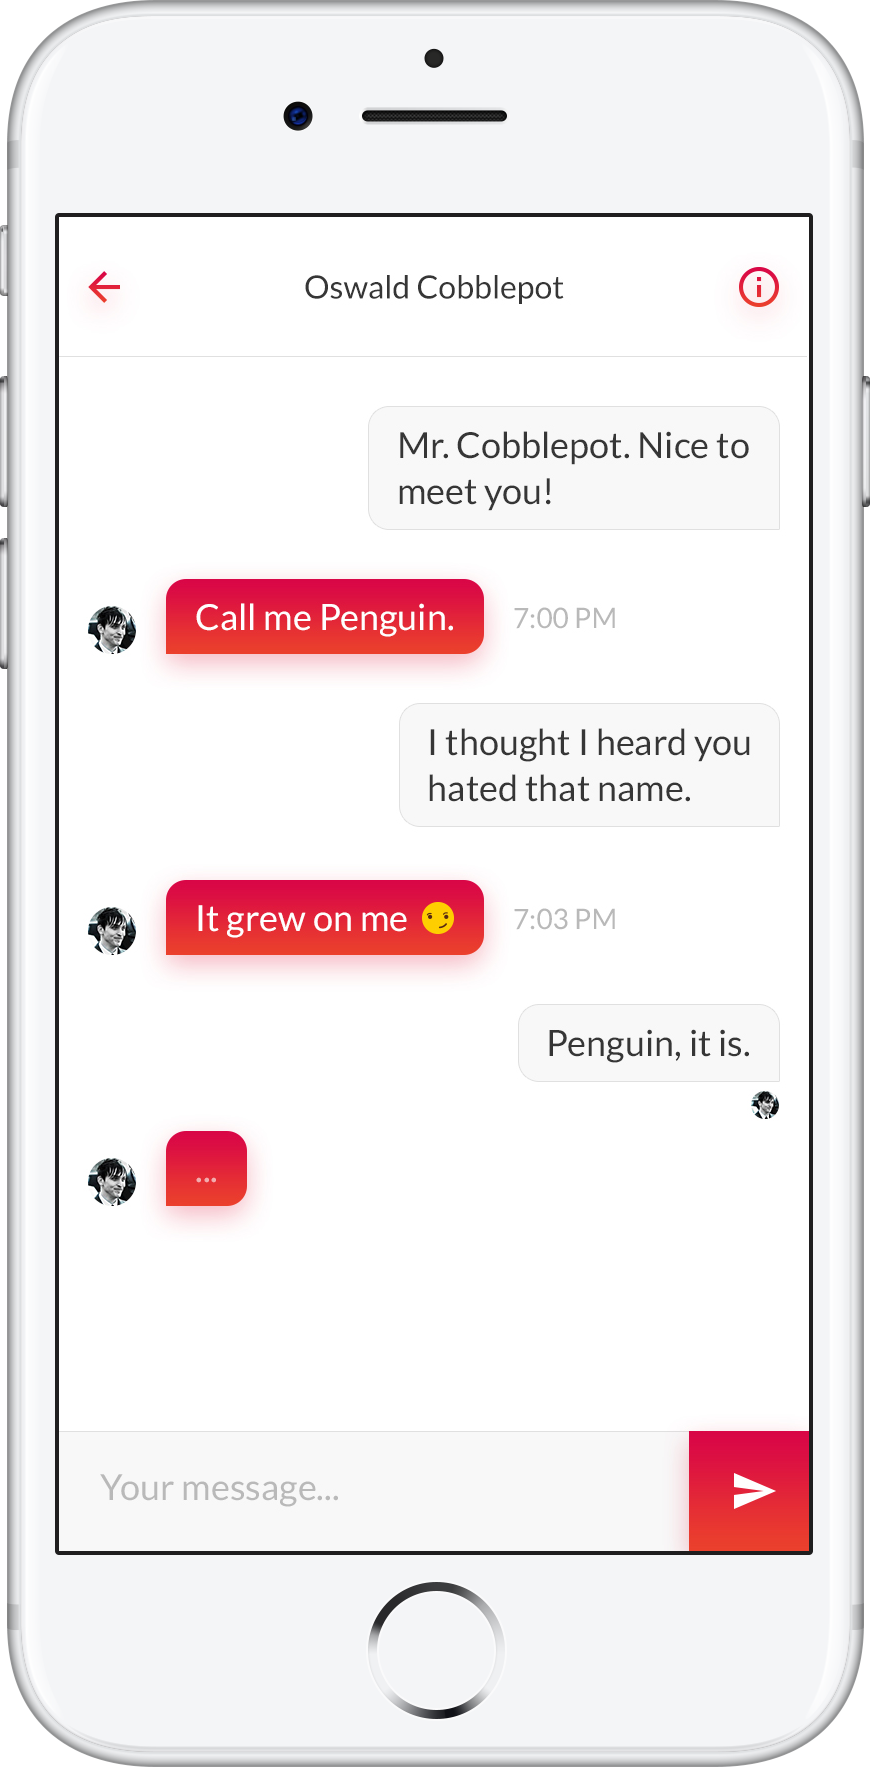 Oswald Cobblepot
Mr. Cobblepot. Nice to
meet you!
Call me Penguin.
7:00 PM
I thought I heard you
hated that name.
It grew on me 😏
7:03 PM
Penguin, it is.
...
Your message...